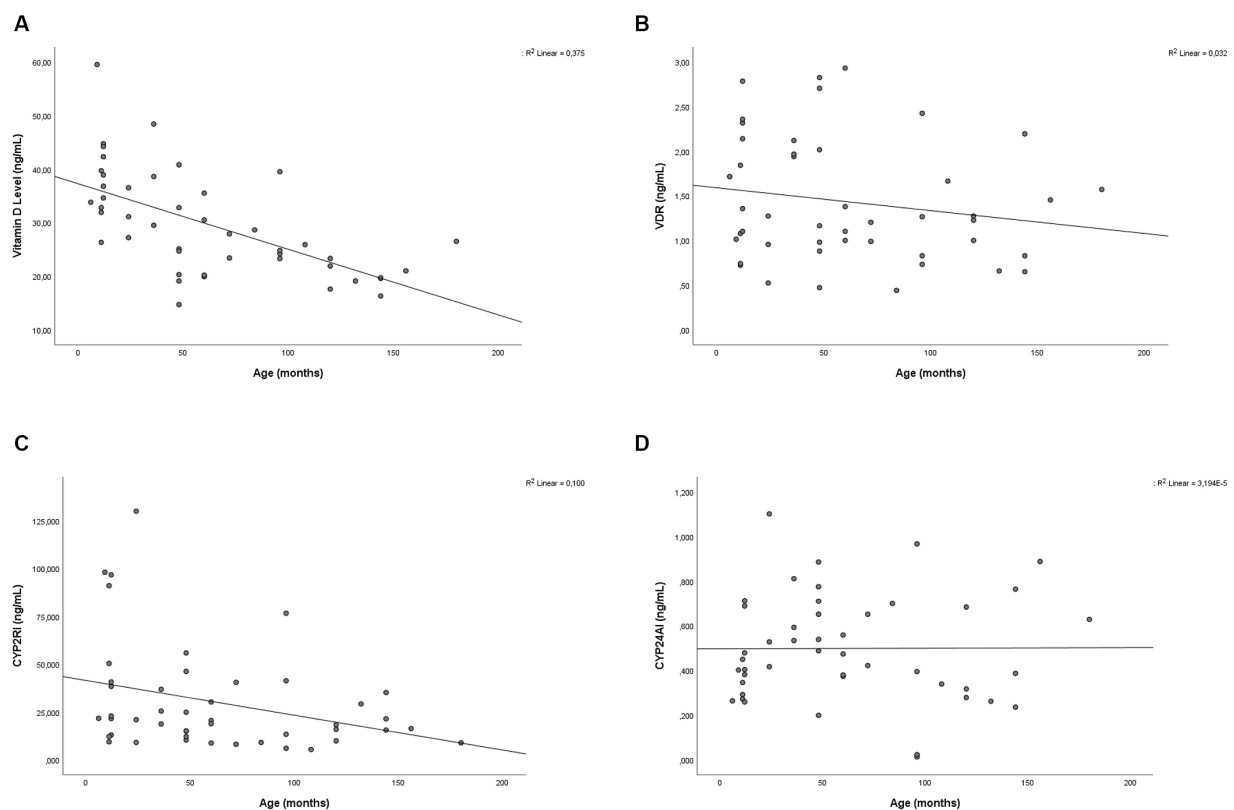 A
: R² Linear = 0,375
60,00
50,00
40,00
30,00
20,00
10,00
Vitamin D Level (ng/mL)
0 50 100 150 200
Age (months)
B
R² Linear = 0,032
3,00
2,50
2,00
1,50
1,00
,50
,00
VDR (ng/mL)
0 50 100 150 200
Age (months)
C
R² Linear = 0,100
125,000
100,000
75,000
50,000
25,000
,000
CYP2RI (ng/mL)
0 50 100 150 200
Age (months)
D
: R² Linear = 3,194E-5
1,200
1,000
,800
,600
,400
,200
,000
CYP24AI (ng/mL)
0 50 100 150 200
Age (months)